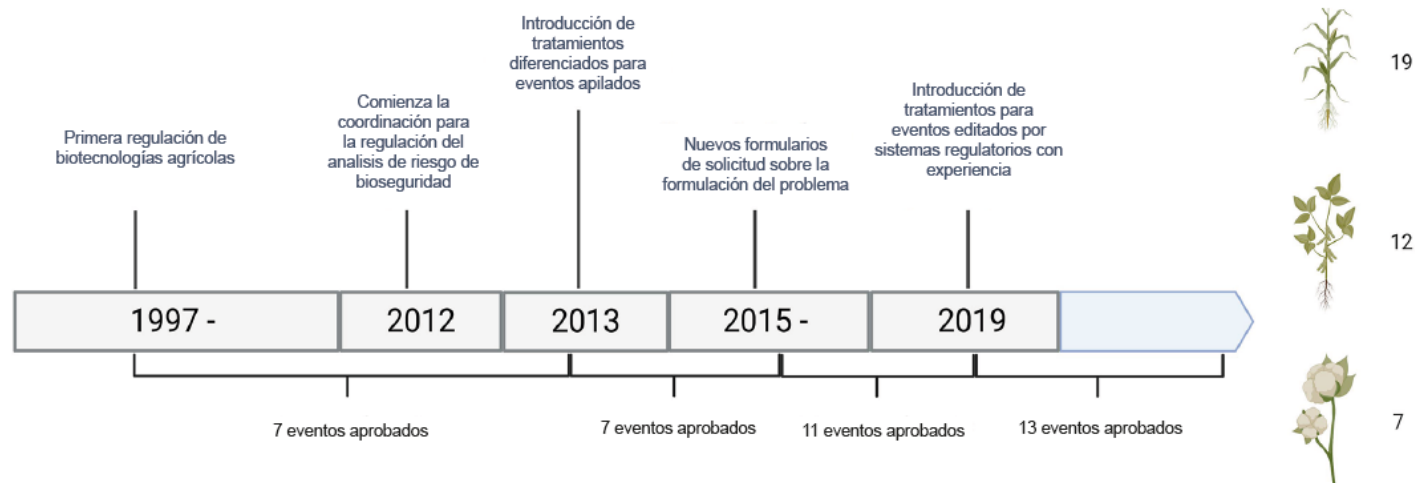 Primera regulación de
biotecnologías agrícolas
Comienza la
coordinación para
la regulación del
analisis de riesgo de
bioseguridad
Introducción de
tratamientos
diferenciados para
eventos apilados
Nuevos formularios
de solicitud sobre la
formulación del problema
Introducción de
tratamientos para
eventos editados por
sistemas regulatorios con
experiencia
1997 -
2012
2013
2015 -
2019
7 eventos aprobados
7 eventos aprobados
11 eventos aprobados
13 eventos aprobados
19
12
7